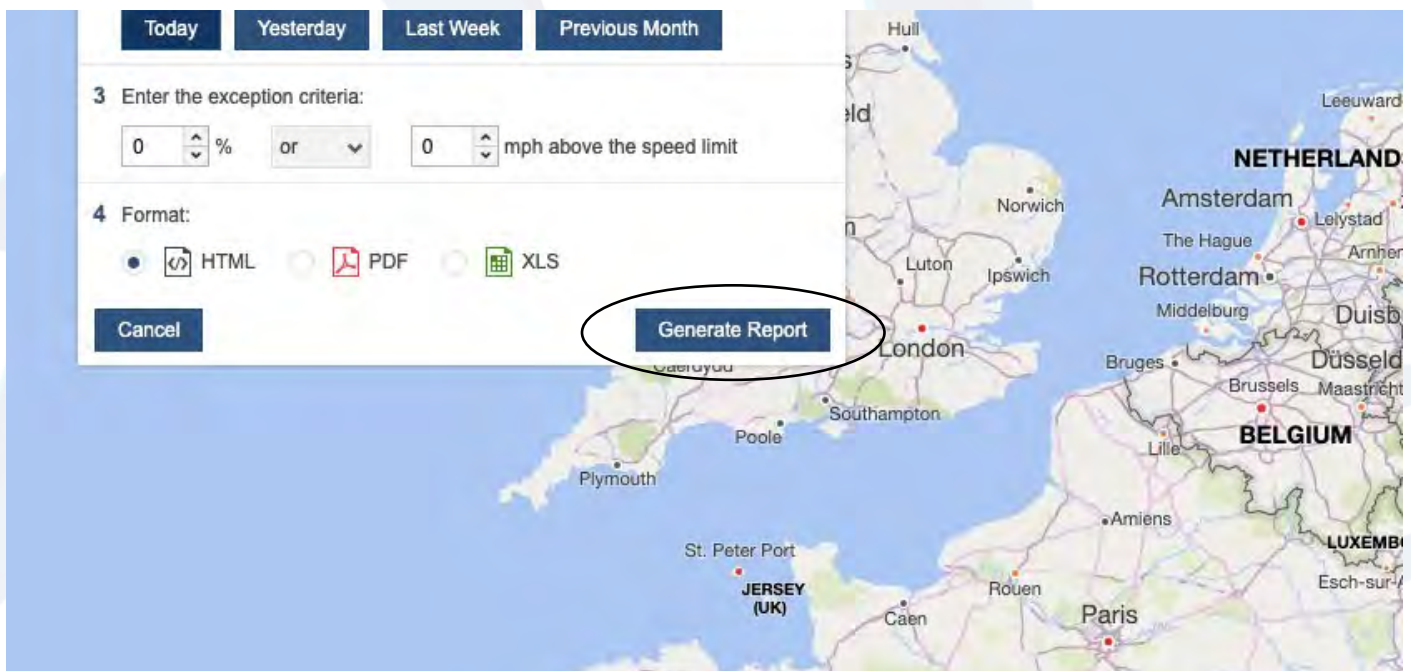 Today Yesterday Last Week Previous Month
3 Enter the exception criteria:
0 % or 0 mph above the speed limit
4 Format:
HTML PDF XLS
Cancel Generate Report
Hull
Leeuward
NETHERLAND
Norwich
Amsterdam
Lelystad
The Hague
Arnher
Luton
Ipswich
Rotterdam
Middelburg
Duisb
London
Bruges
Düsseld
Caerdydd
Brussels
Maastricht
Southampton
Poole
BELGIUM
Lille
Plymouth
Amiens
St. Peter Port
LUXEMB
JERSEY
(UK)
Rouen
Esch-sur-A
Caen
Paris